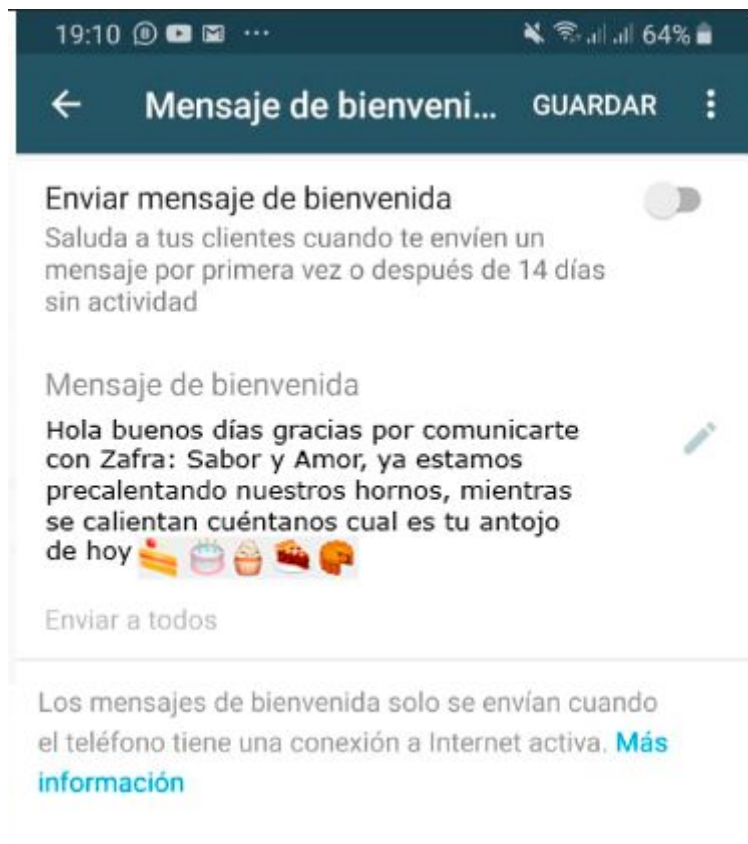 19:10 64%
Mensaje de bienveni... GUARDAR
Enviar mensaje de bienvenida
Saluda a tus clientes cuando te envíen un
mensaje por primera vez o después de 14 días
sin actividad
Mensaje de bienvenida
Hola buenos días gracias por comunicarte
con Zafra: Sabor y Amor, ya estamos
precalentando nuestros hornos, mientras
se calientan cuéntanos cual es tu antojo
de hoy 🍰 🎂 🧁 🍰 🥮
Enviar a todos
Los mensajes de bienvenida solo se envían cuando
el teléfono tiene una conexión a Internet activa. Más
información